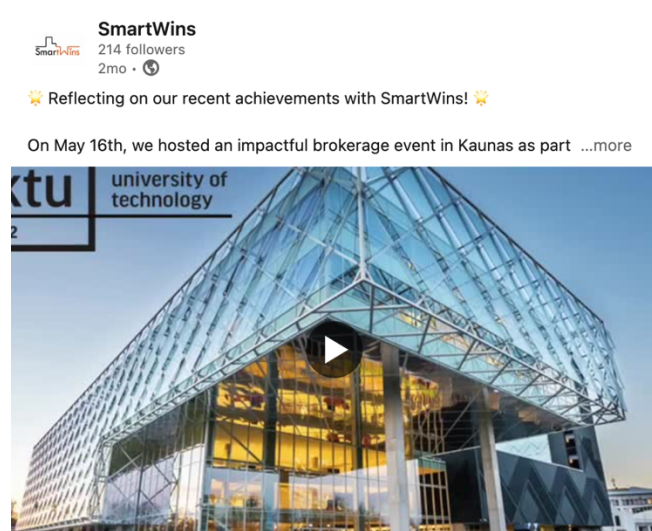 SmartWins
SmartWins
214 followers
2mo •
🌟 Reflecting on our recent achievements with SmartWins! 🌟
On May 16th, we hosted an impactful brokerage event in Kaunas as part ...more
ktu
university of
technology
2